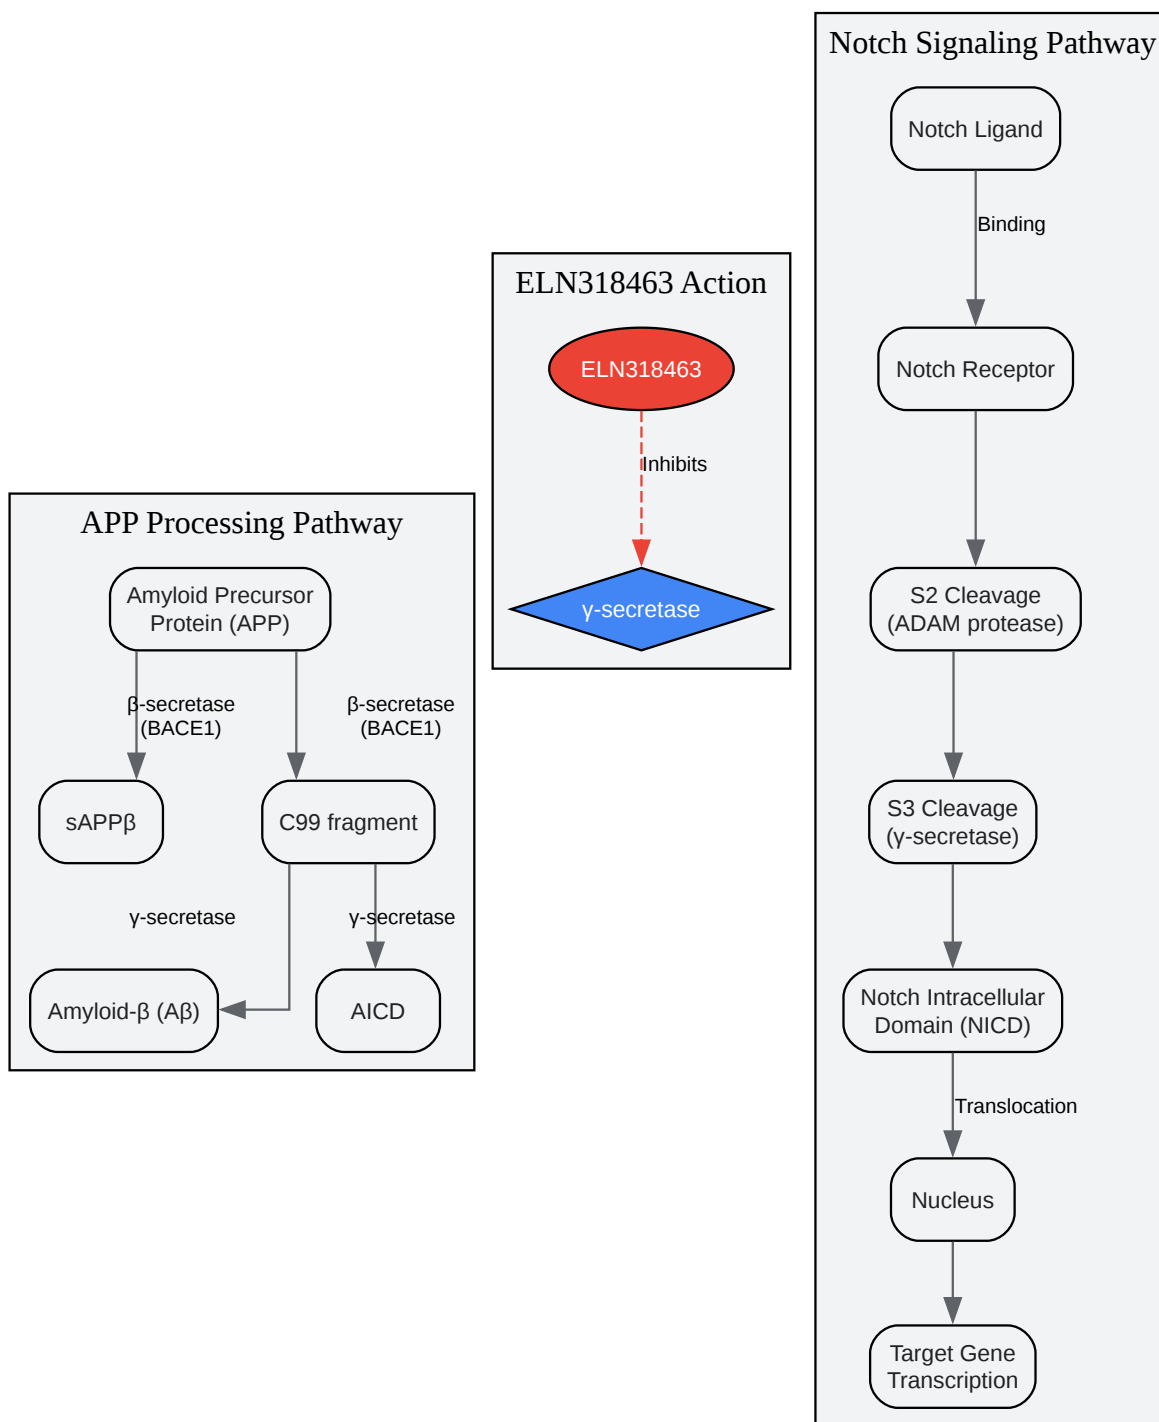 APP Processing Pathway
Amyloid Precursor
Protein (APP)
β-secretase
(BACE1)
β-secretase
(BACE1)
sAPPβ
C99 fragment
γ-secretase
γ-secretase
Amyloid-β (Aβ)
AICD
ELN318463 Action
ELN318463
Inhibits
γ-secretase
Notch Signaling Pathway
Notch Ligand
Binding
Notch Receptor
S2 Cleavage
(ADAM protease)
S3 Cleavage
(γ-secretase)
Notch Intracellular
Domain (NICD)
Translocation
Nucleus
Target Gene
Transcription